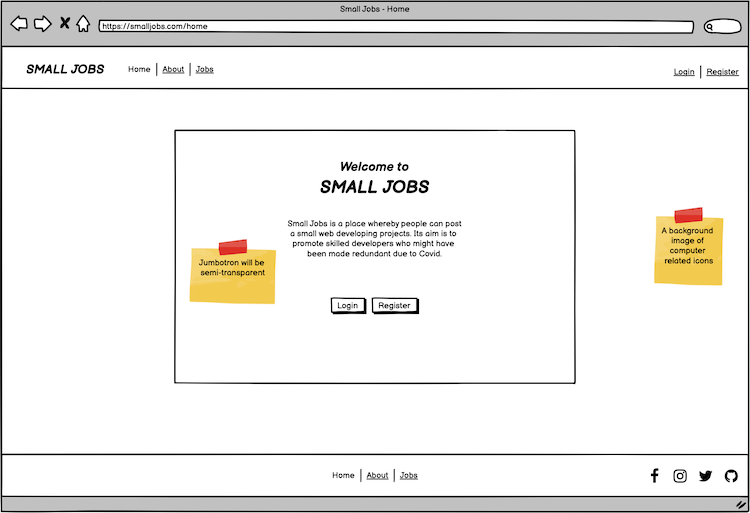 Small Jobs - Home
https://smalljobs.com/home
SMALL JOBS Home About Jobs Login Register
Welcome to
SMALL JOBS
Small Jobs is a place whereby people can post
a small web developing projects. Its aim is to
promote skilled developers who might have
been made redundant due to Covid.
Jumbotron will be
semi-transparent
A background
image of
computer
related icons
Login Register
Home About Jobs